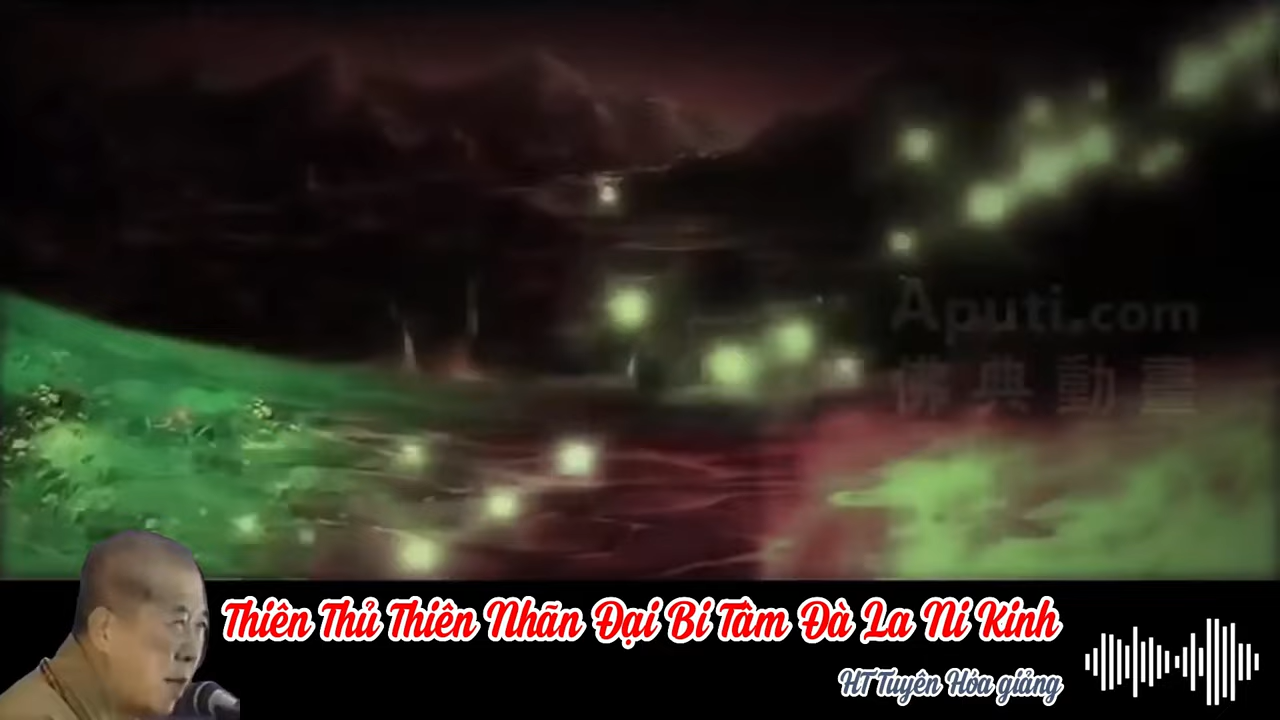 Aputi.com
佛典動畫
Thiên Thủ Thiên Nhãn Đại Bi Tâm Đà La Ni Kinh
HT Tuyên Hóa giảng